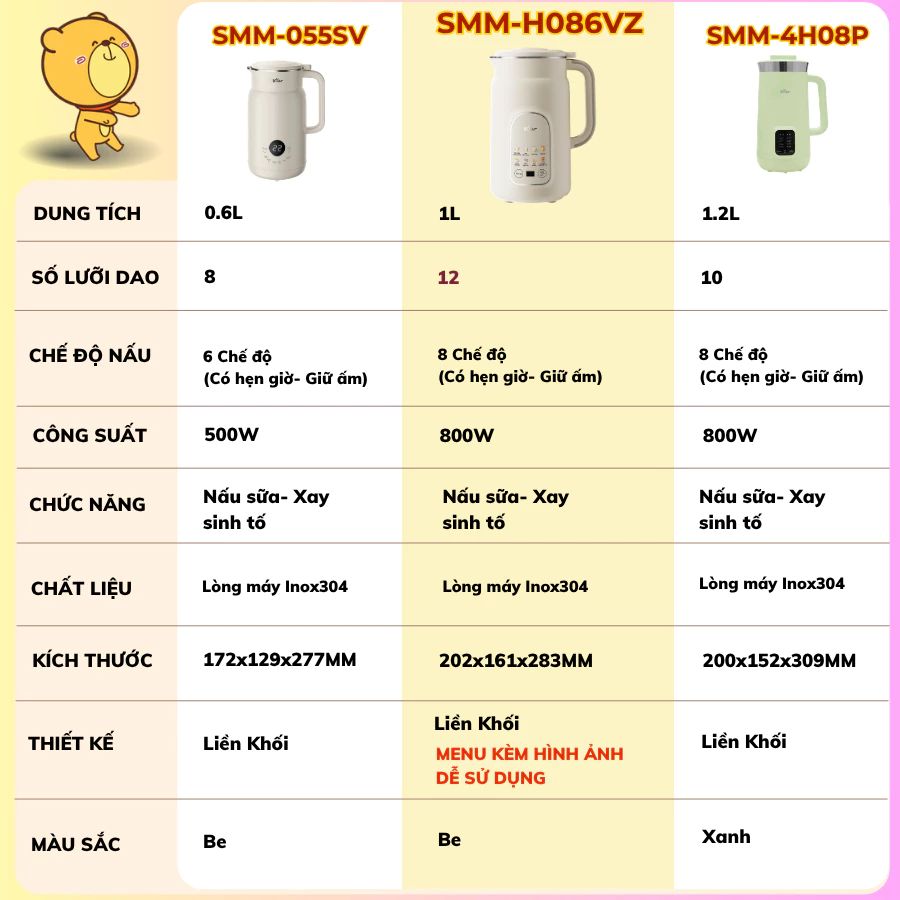 SMM-055SV
SMM-H086VZ
SMM-4H08P
Bear
Bear
Bear
22
DUNG TÍCH
0.6L
1L
1.2L
SỐ LƯỠI DAO
8
12
10
CHẾ ĐỘ NẤU
6 Chế độ
(Có hẹn giờ- Giữ ấm)
8 Chế độ
(Có hẹn giờ- Giữ ấm)
8 Chế độ
(Có hẹn giờ- Giữ ấm)
CÔNG SUẤT
500W
800W
800W
CHỨC NĂNG
Nấu sữa- Xay
sinh tố
Nấu sữa- Xay
sinh tố
Nấu sữa- Xay
sinh tố
CHẤT LIỆU
Lòng máy Inox304
Lòng máy Inox304
Lòng máy Inox304
KÍCH THƯỚC
172x129x277MM
202x161x283MM
200x152x309MM
THIẾT KẾ
Liền Khối
Liền Khối
MENU KÈM HÌNH ẢNH
DỄ SỬ DỤNG
Liền Khối
MÀU SẮC
Be
Be
Xanh